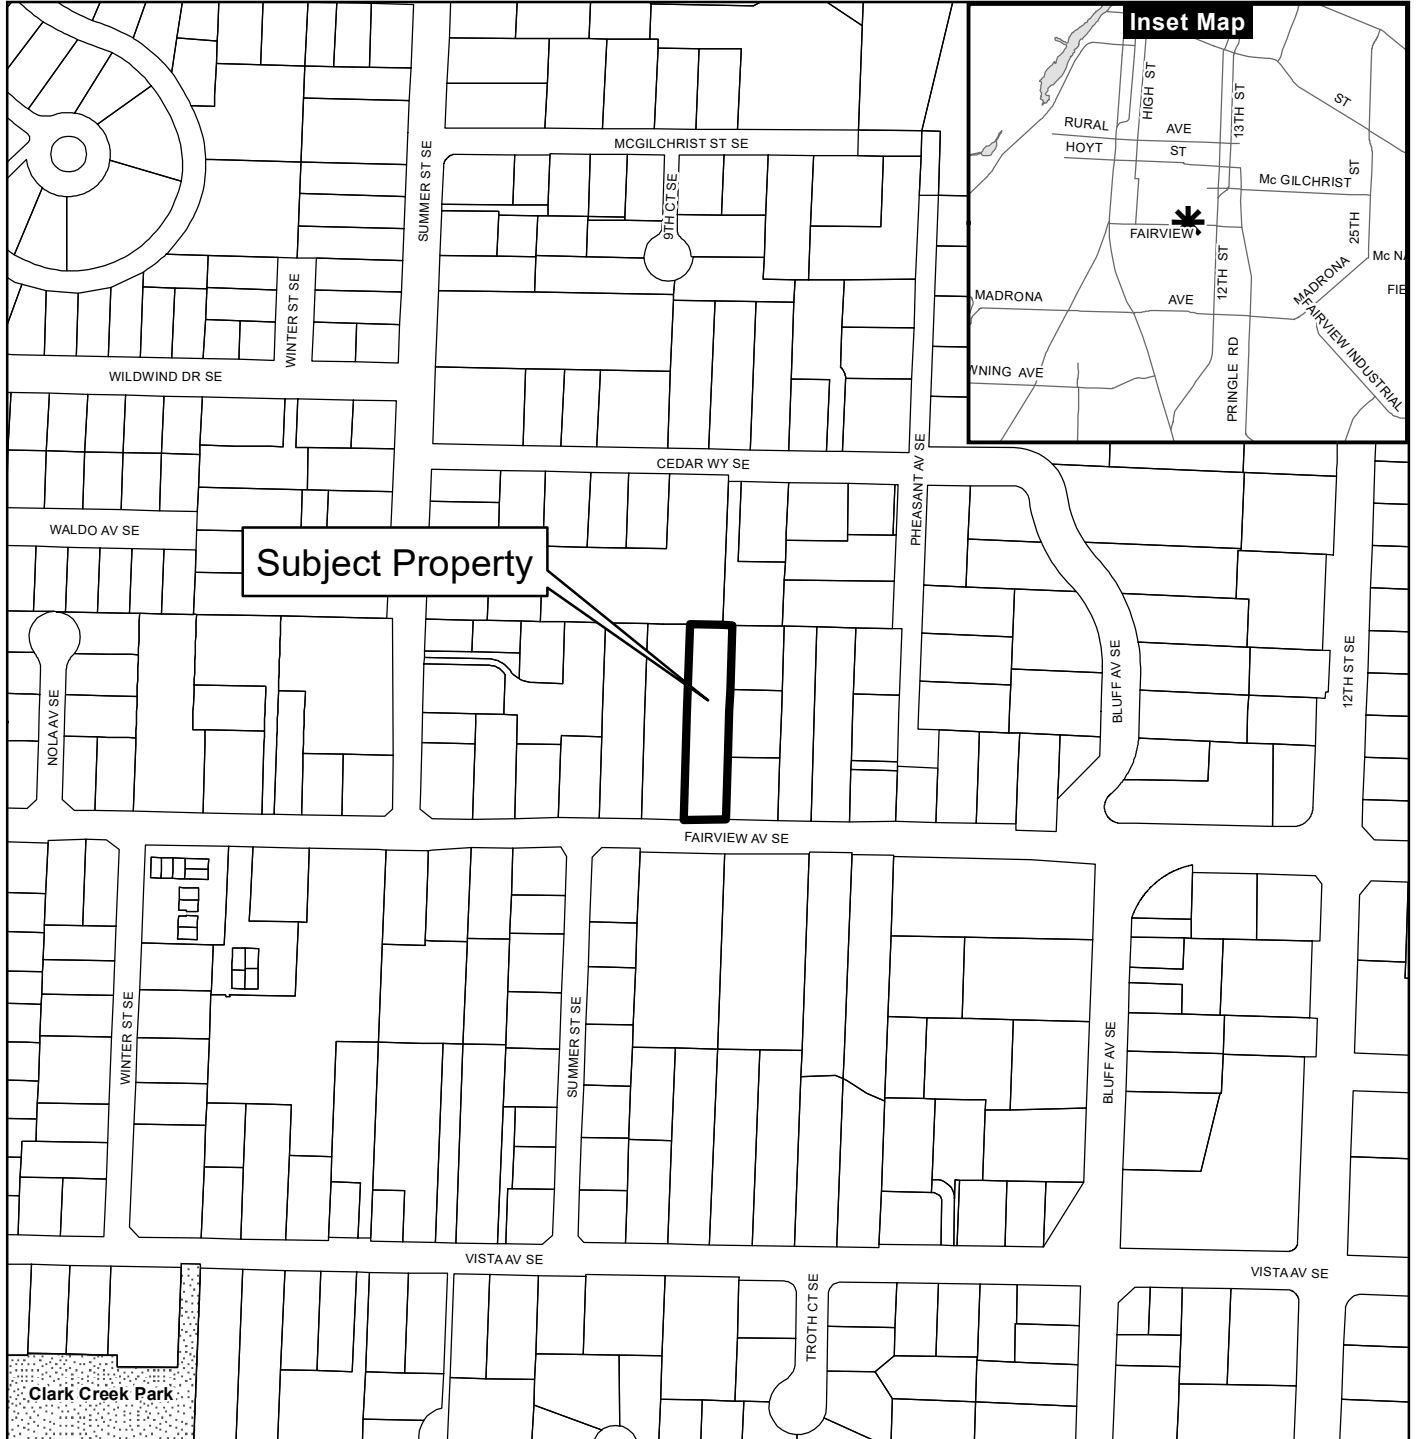 Inset Map
HIGH ST
13TH ST
ST
RURAL AVE
HOYT ST
Mc GILCHRIST
ST
25TH
FAIRVIEW
12TH ST
MADRONA
Mc NA
FIE
MADRONA AVE
FAIRVIEW INDUSTRIAL
WNING AVE
PRINGLE RD
MCGILCHRIST ST SE
SUMMER ST SE
9TH CT SE
WINTER ST SE
WILDWIND DR SE
CEDAR WY SE
PHEASANT AV SE
WALDO AV SE
Subject Property
NOLA AV SE
BLUFF AV SE
12TH ST SE
FAIRVIEW AV SE
WINTER ST SE
SUMMER ST SE
BLUFF AV SE
VISTA AV SE
VISTA AV SE
TROTH CT SE
Clark Creek Park